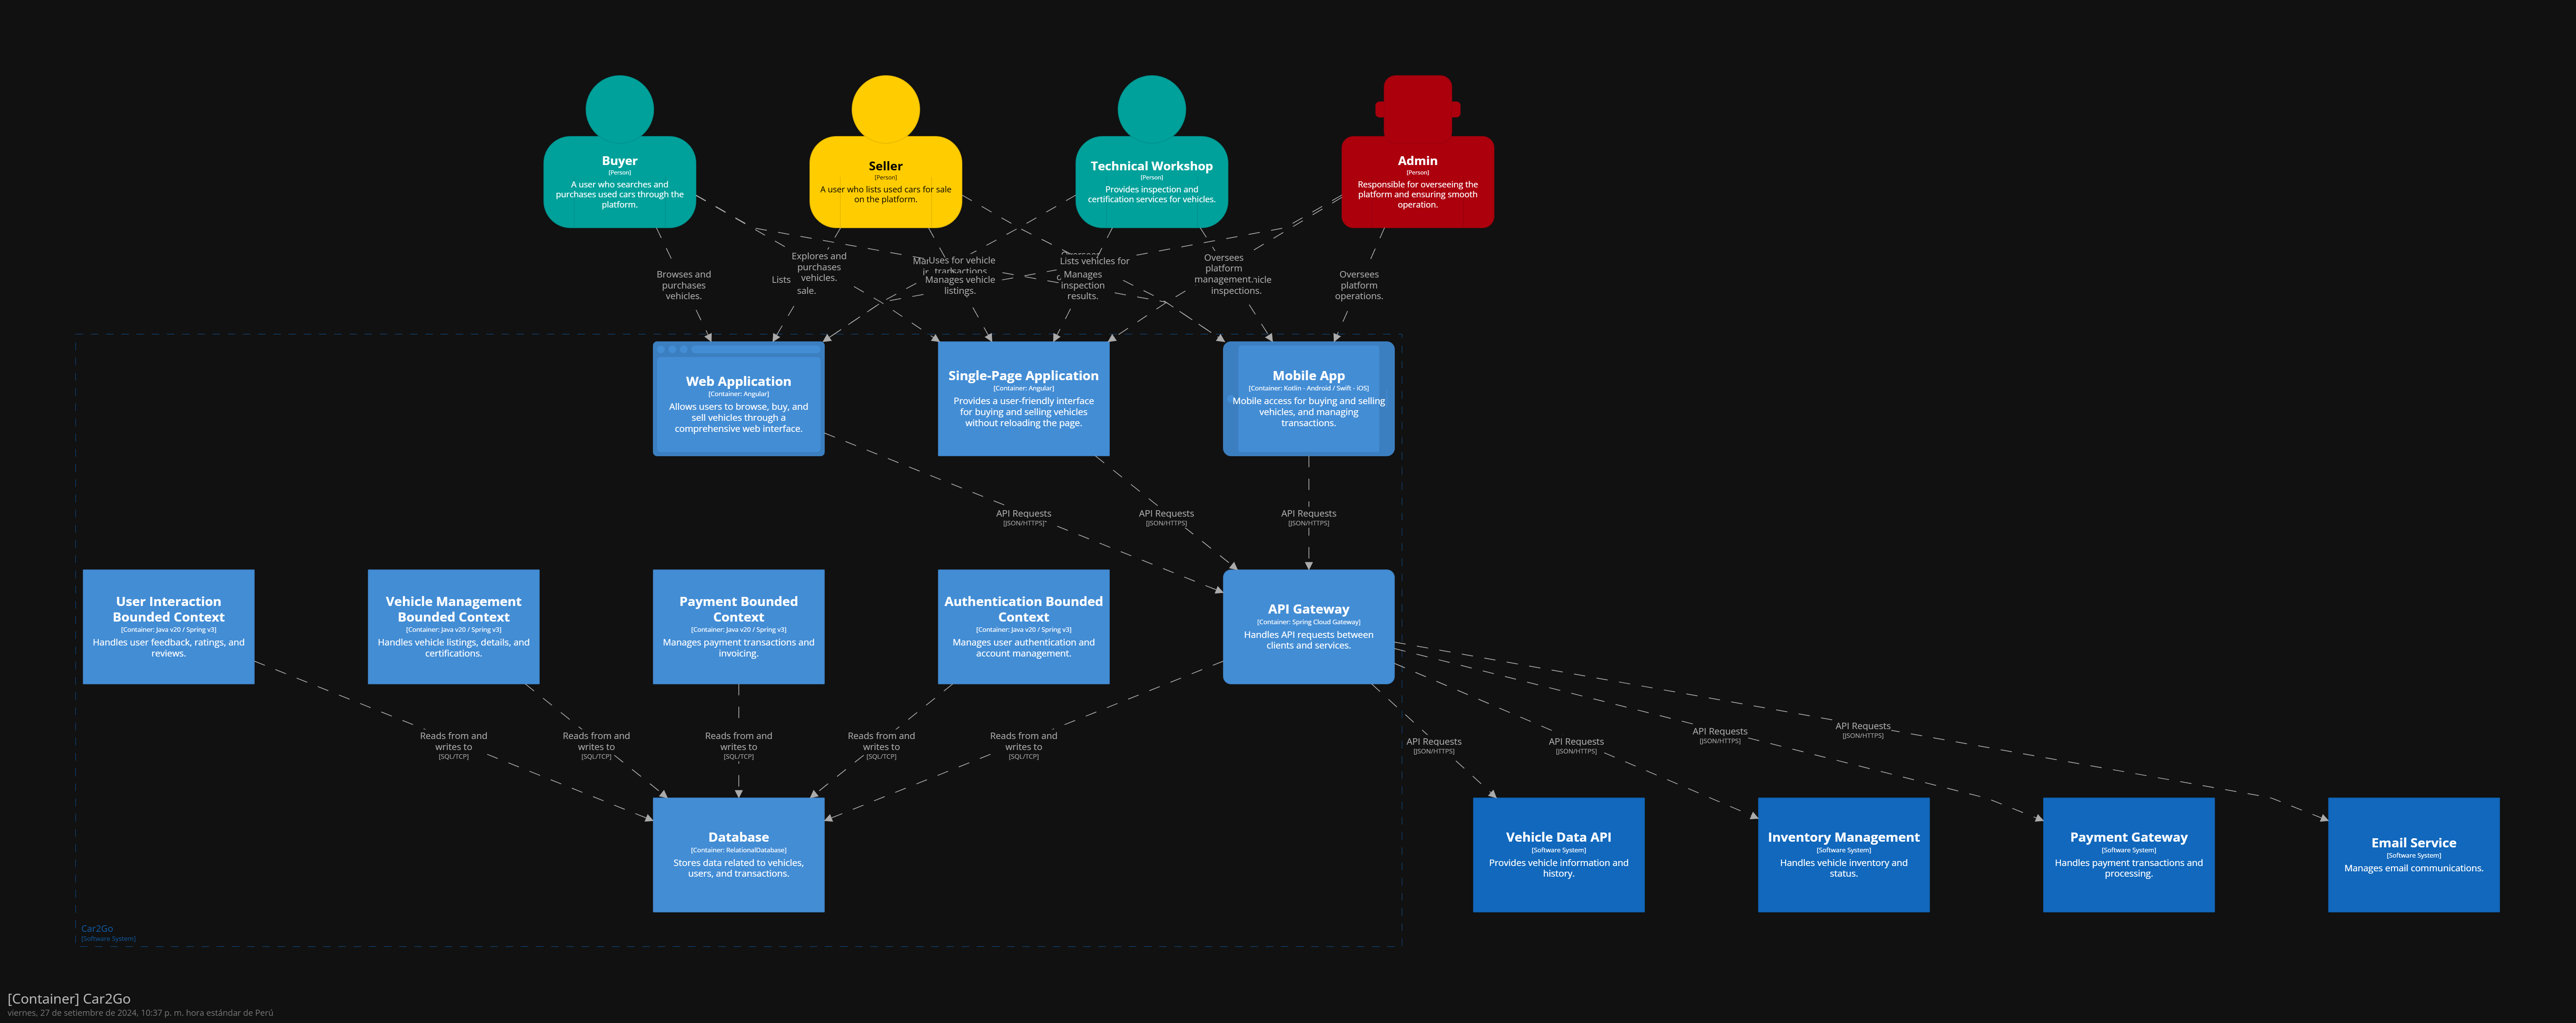 Buyer
[Person]
A user who searches and
purchases used cars through the
platform.
Seller
[Person]
A user who lists used cars for sale
on the platform.
Technical Workshop
[Person]
Provides inspection and
certification services for vehicles.
Admin
[Person]
Responsible for overseeing the
platform and ensuring smooth
operation.
Browses and
purchases
vehicles.
Lists
sale.
Explores and
purchases
vehicles.
Uses for vehicle
transactions
Manages vehicle
listings.
Lists vehicles for
Manages
inspection
results.
Oversees
platform
management.
inspections.
Oversees
platform
operations.
Web Application
[Container: Angular]
Allows users to browse, buy, and
sell vehicles through a
comprehensive web interface.
Single-Page Application
[Container: Angular]
Provides a user-friendly interface
for buying and selling vehicles
without reloading the page.
Mobile App
[Container: Kotlin - Android / Swift - iOS]
Mobile access for buying and selling
vehicles, and managing
transactions.
API Requests
[JSON/HTTPS]
API Requests
[JSON/HTTPS]
API Requests
[JSON/HTTPS]
User Interaction
Bounded Context
[Container: Java v20 / Spring v3]
Handles user feedback, ratings, and
reviews.
Vehicle Management
Bounded Context
[Container: Java v20 / Spring v3]
Handles vehicle listings, details, and
certifications.
Payment Bounded
Context
[Container: Java v20 / Spring v3]
Manages payment transactions and
invoicing.
Authentication Bounded
Context
[Container: Java v20 / Spring v3]
Manages user authentication and
account management.
API Gateway
[Container: Spring Cloud Gateway]
Handles API requests between
clients and services.
Reads from and
writes to
[SQL/TCP]
Reads from and
writes to
[SQL/TCP]
Reads from and
writes to
[SQL/TCP]
Reads from and
writes to
[SQL/TCP]
Reads from and
writes to
[SQL/TCP]
API Requests
[JSON/HTTPS]
API Requests
[JSON/HTTPS]
API Requests
[JSON/HTTPS]
API Requests
[JSON/HTTPS]
Database
[Container: RelationalDatabase]
Stores data related to vehicles,
users, and transactions.
Vehicle Data API
[Software System]
Provides vehicle information and
history.
Inventory Management
[Software System]
Handles vehicle inventory and
status.
Payment Gateway
[Software System]
Handles payment transactions and
processing.
Email Service
[Software System]
Manages email communications.
Car2Go
[Software System]
[Container] Car2Go
viernes, 27 de setiembre de 2024, 10:37 p. m. hora estándar de Perú